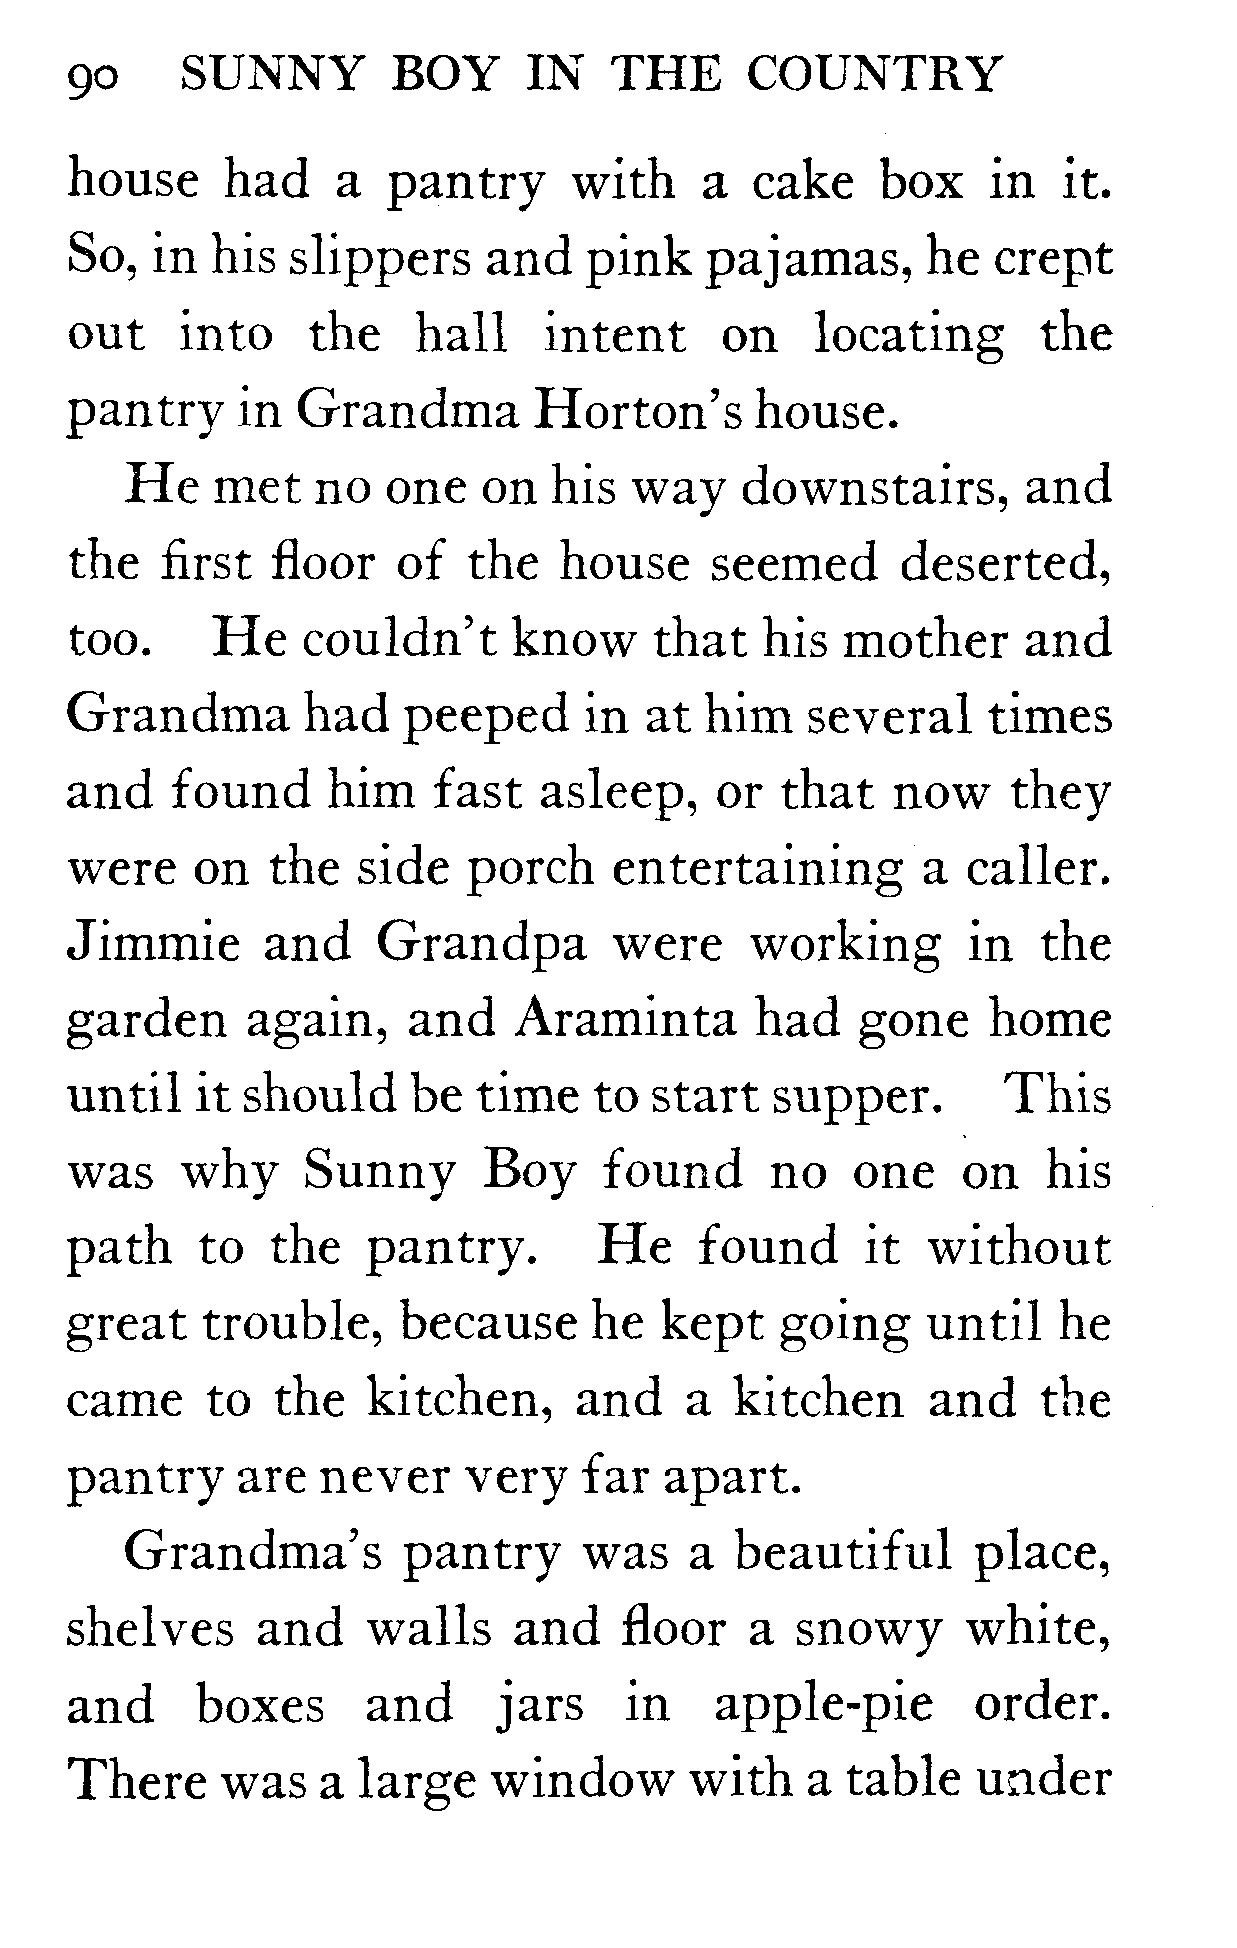 90 SUNNY BOY IN THE COUNTRY
house had a pantry with a cake box in it.
So, in his slippers and pink pajamas, he crept
out into the hall intent on locating the
pantry in Grandma Horton's house.
He met no one on his way downstairs, and
the first floor of the house seemed deserted,
too. He couldn't know that his mother and
Grandma had peeped in at him several times
and found him fast asleep, or that now they
were on the side porch entertaining a caller.
Jimmie and Grandpa were working in the
garden again, and Araminta had gone home
until it should be time to start supper. This
was why Sunny Boy found no one on his
path to the pantry. He found it without
great trouble, because he kept going until he
came to the kitchen, and a kitchen and the
pantry are never very far apart.
Grandma's pantry was a beautiful place,
shelves and walls and floor a snowy white,
and boxes and jars in apple-pie order.
There was a large window with a table under